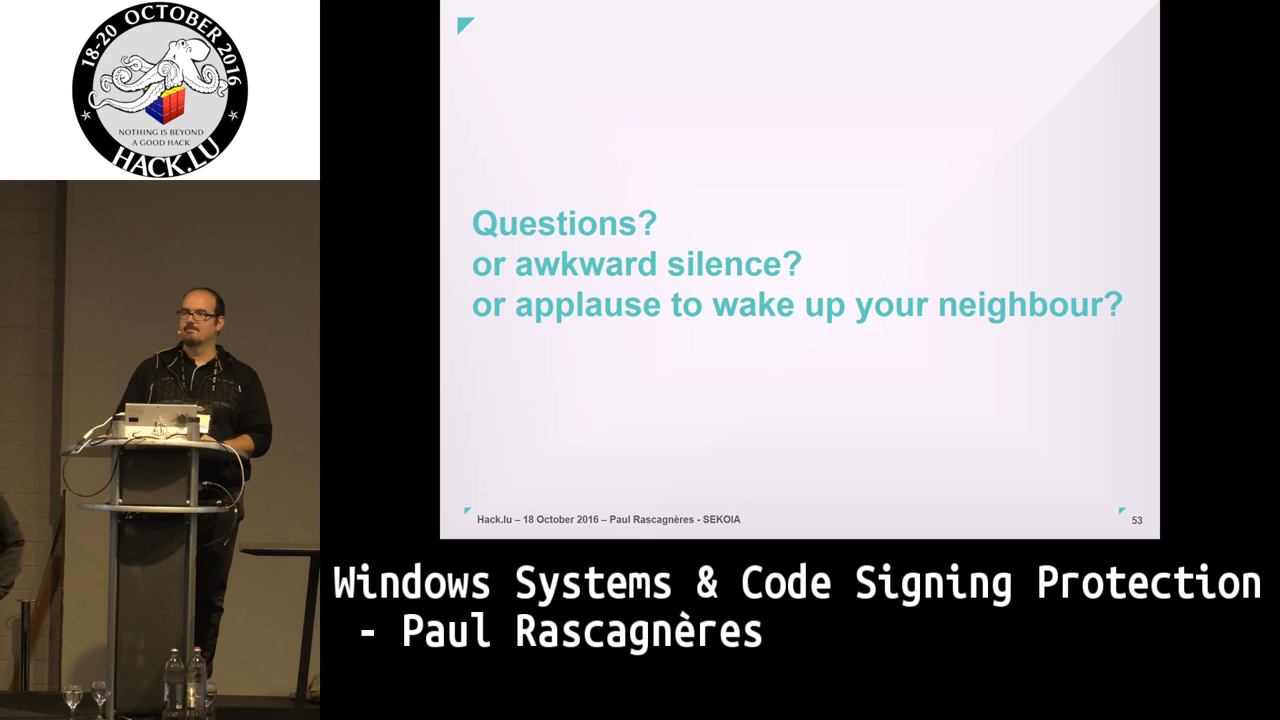 18-20 OCTOBER 2016
NOTHING IS BEYOND
A GOOD HACK
HACK.LU
Questions?
or awkward silence?
or applause to wake up your neighbour?
Hack.lu – 18 October 2016 – Paul Rascagnères - SEKOIA
53
Windows Systems & Code Signing Protection
- Paul Rascagnères